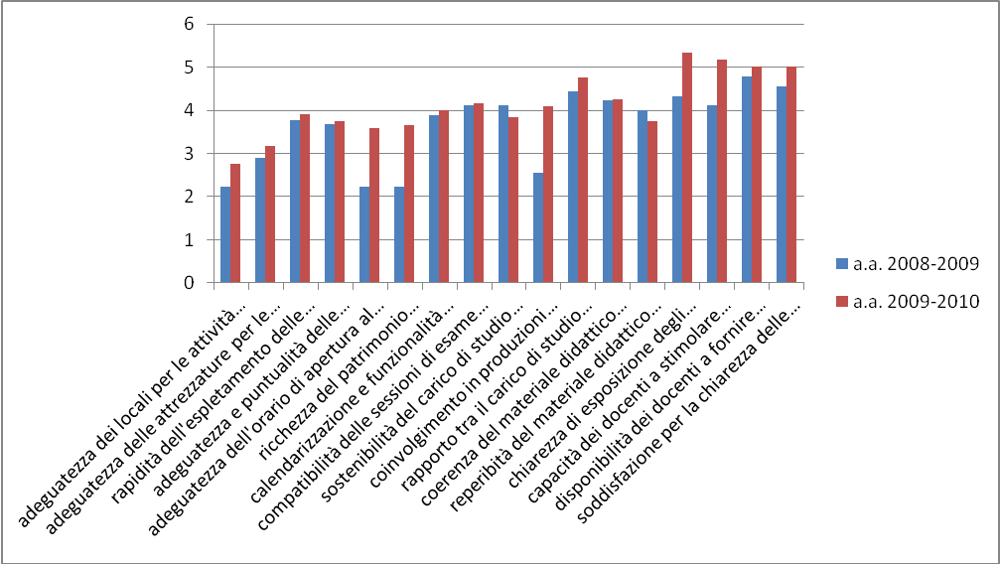 6
5
4
3
2
1
0
a.a. 2008-2009
a.a. 2009-2010
adeguatezza dei locali per le attività...
adeguatezza delle attrezzature per le...
rapidità dell'espletamento delle...
adeguatezza e puntualità delle...
adeguatezza dell'orario di apertura al...
ricchezza del patrimonio...
calendarizzazione e funzionalità...
compatibilità delle sessioni di esame...
sostenibilità del carico di studio...
coinvolgimento in produzioni...
rapporto tra il carico di studio...
coerenza del materiale didattico...
reperibità del materiale didattico...
chiarezza di esposizione degli...
capacità dei docenti a stimolare...
disponibilità dei docenti a fornire...
soddisfazione per la chiarezza delle...